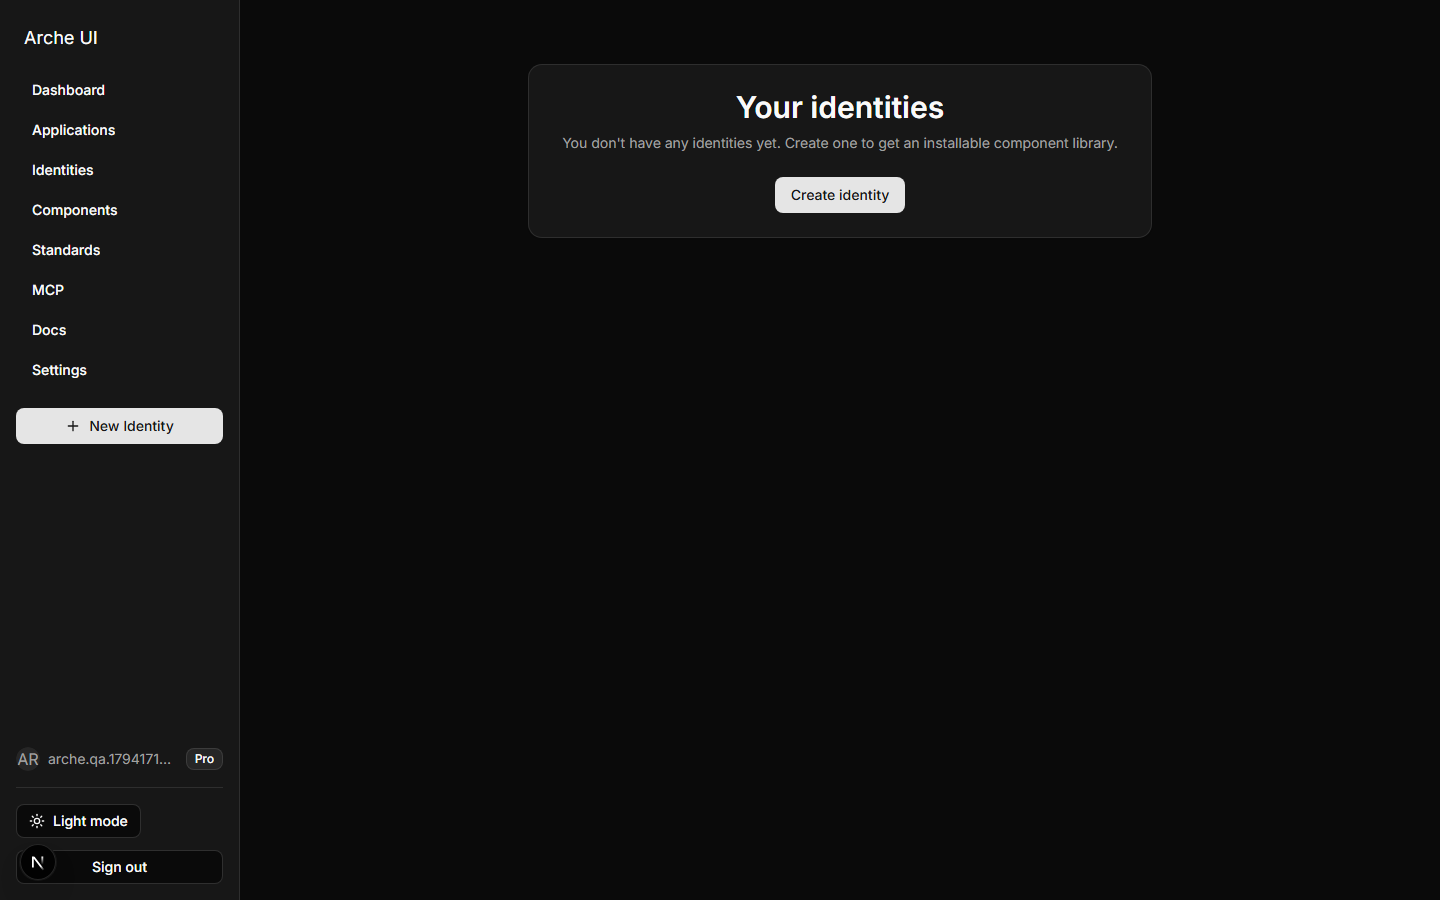 Arche UI
Dashboard
Applications
Identities
Components
Standards
MCP
Docs
Settings
+ New Identity
AR arche.qa.1794171... Pro
Light mode
N Sign out
Your identities
You don't have any identities yet. Create one to get an installable component library.
Create identity